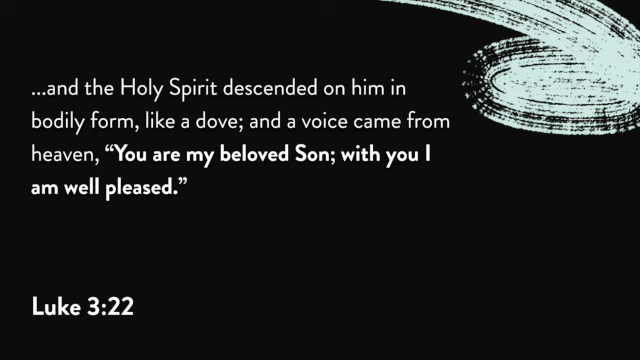 ...and the Holy Spirit descended on him in
bodily form, like a dove; and a voice came from
heaven, “You are my beloved Son; with you I
am well pleased.”
Luke 3:22